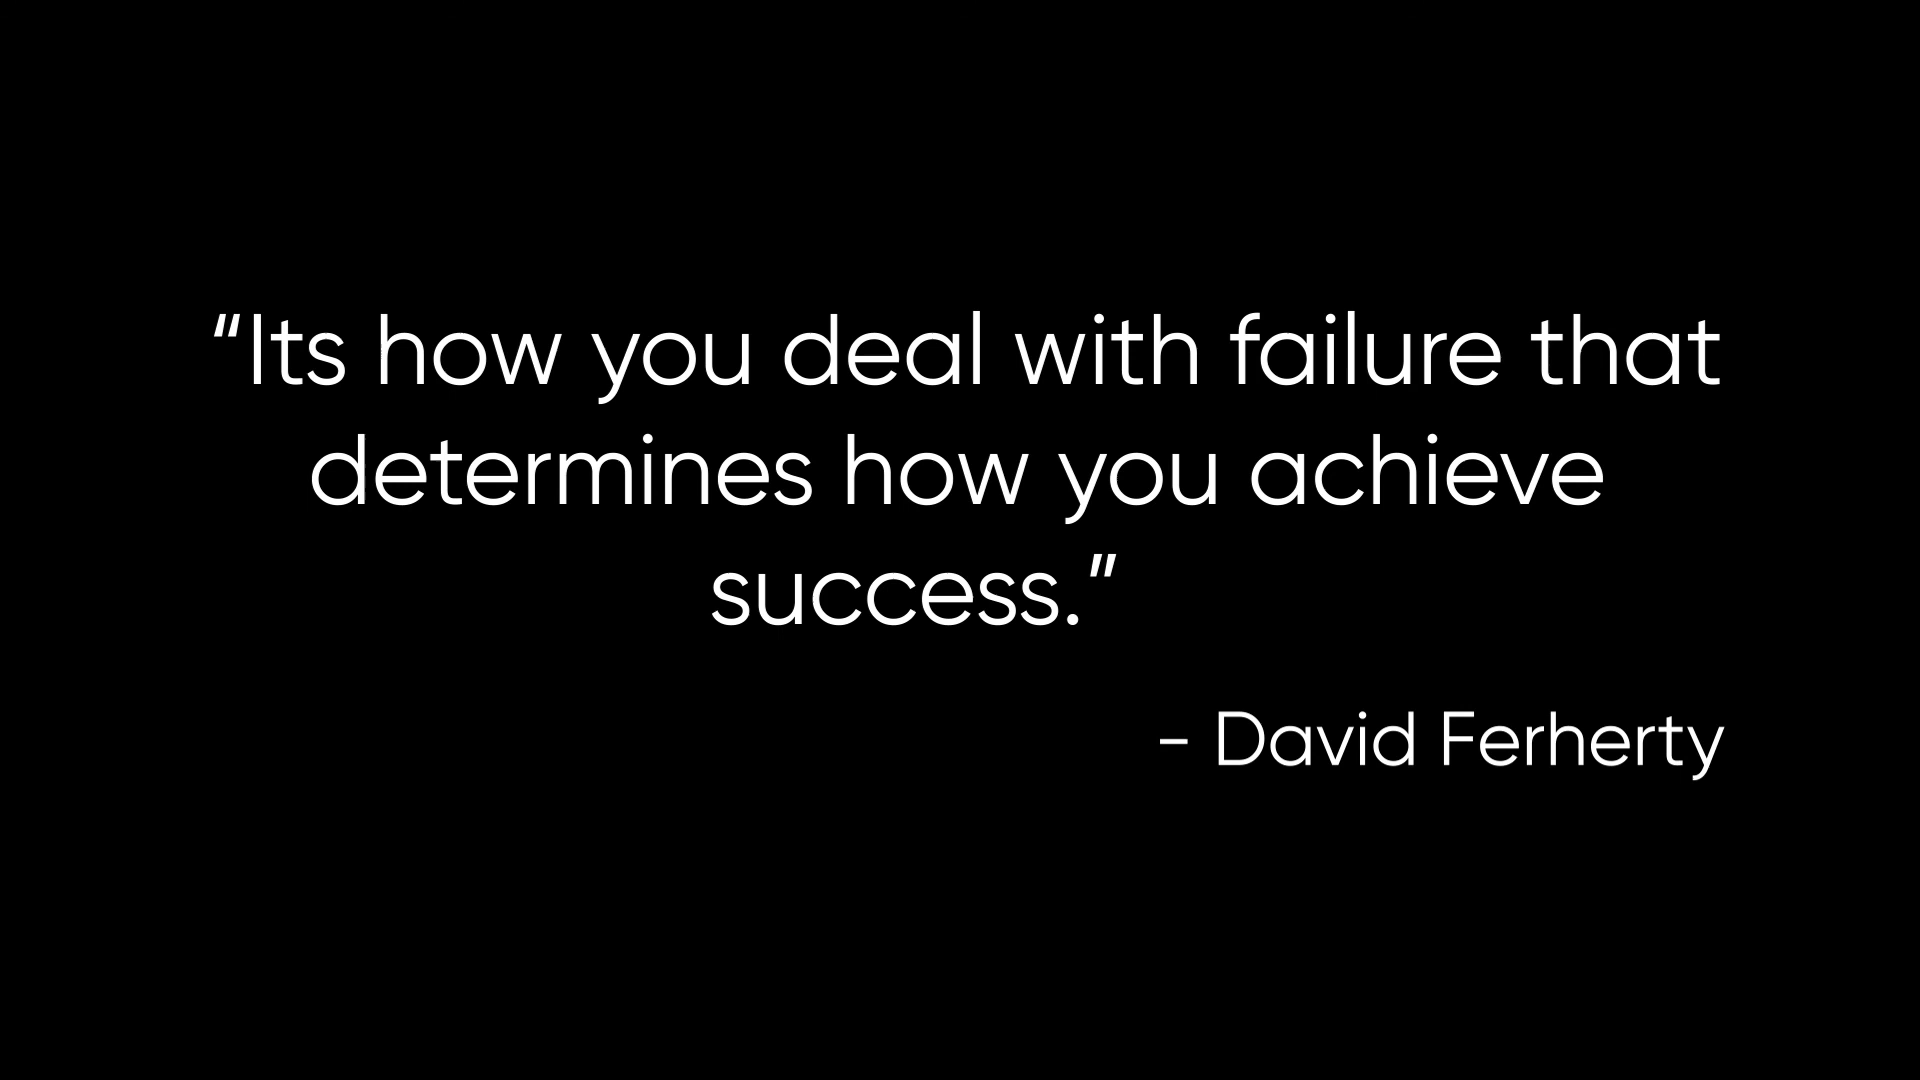 “Its how you deal with failure that
determines how you achieve
success.”
- David Ferherty